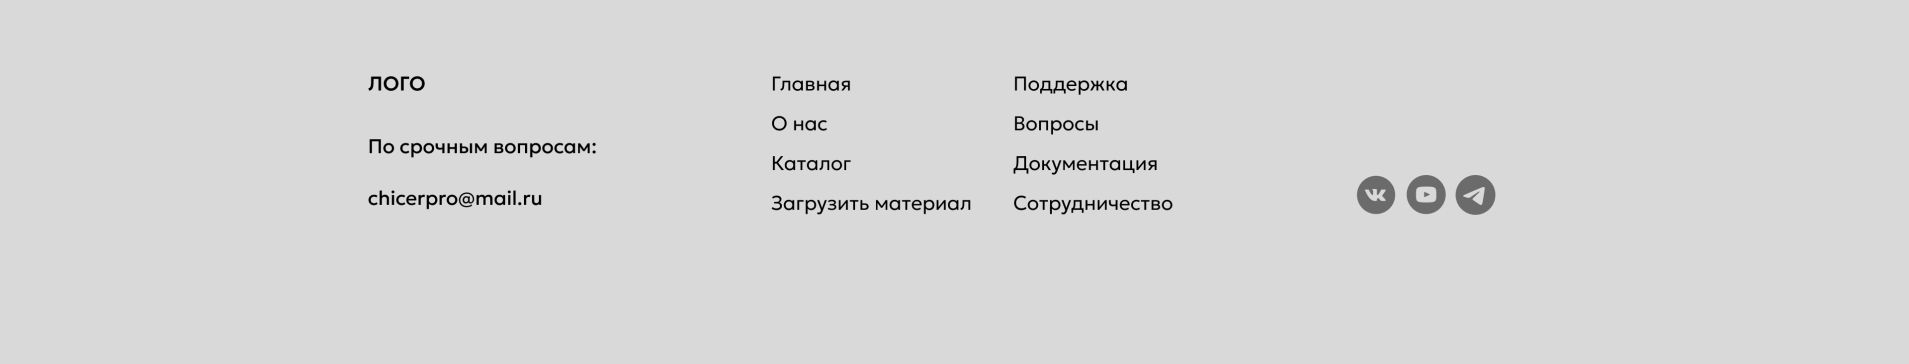 ЛОГО
По срочным вопросам:
chicerpro@mail.ru
Главная
О нас
Каталог
Загрузить материал
Поддержка
Вопросы
Документация
Сотрудничество